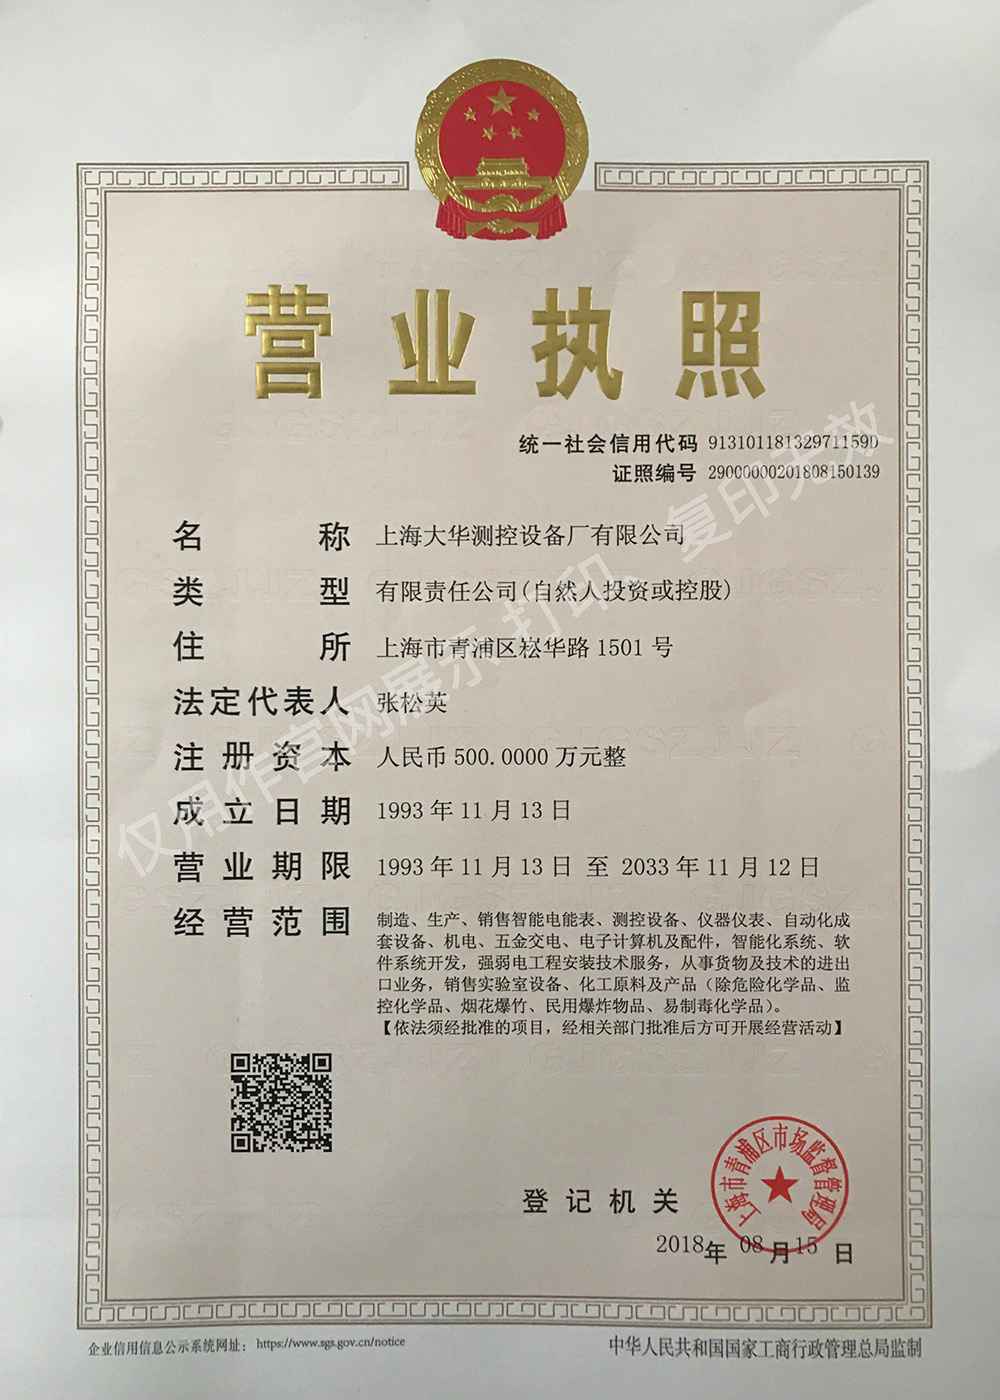 营业执照
统一社会信用代码 91310118132971159D
证照编号 29000000201808150139
名称 上海大华测控设备厂有限公司
类型 有限责任公司(自然人投资或控股)
住所 上海市青浦区崧华路1501号
法定代表人 张松英
注册资本 人民币500.0000万元整
成立日期 1993年11月13日
营业期限 1993年11月13日 至 2033年11月12日
经营范围 制造、生产、销售智能电能表、测控设备、仪器仪表、自动化成
套设备、机电、五金交电、电子计算机及配件，智能化系统、软
件系统开发，强弱电工程安装技术服务，从事货物及技术的进出
口业务，销售实验室设备、化工原料及产品（除危险化学品、监
控化学品、烟花爆竹、民用爆炸物品、易制毒化学品）。
【依法须经批准的项目，经相关部门批准后方可开展经营活动】
仅用作官网展示 打印、复印无效
上海市青浦区市场监督管理局
登记机关
2018年08月15日
企业信用信息公示系统网址： https://www.sgs.gov.cn/notice
中华人民共和国国家工商行政管理总局监制